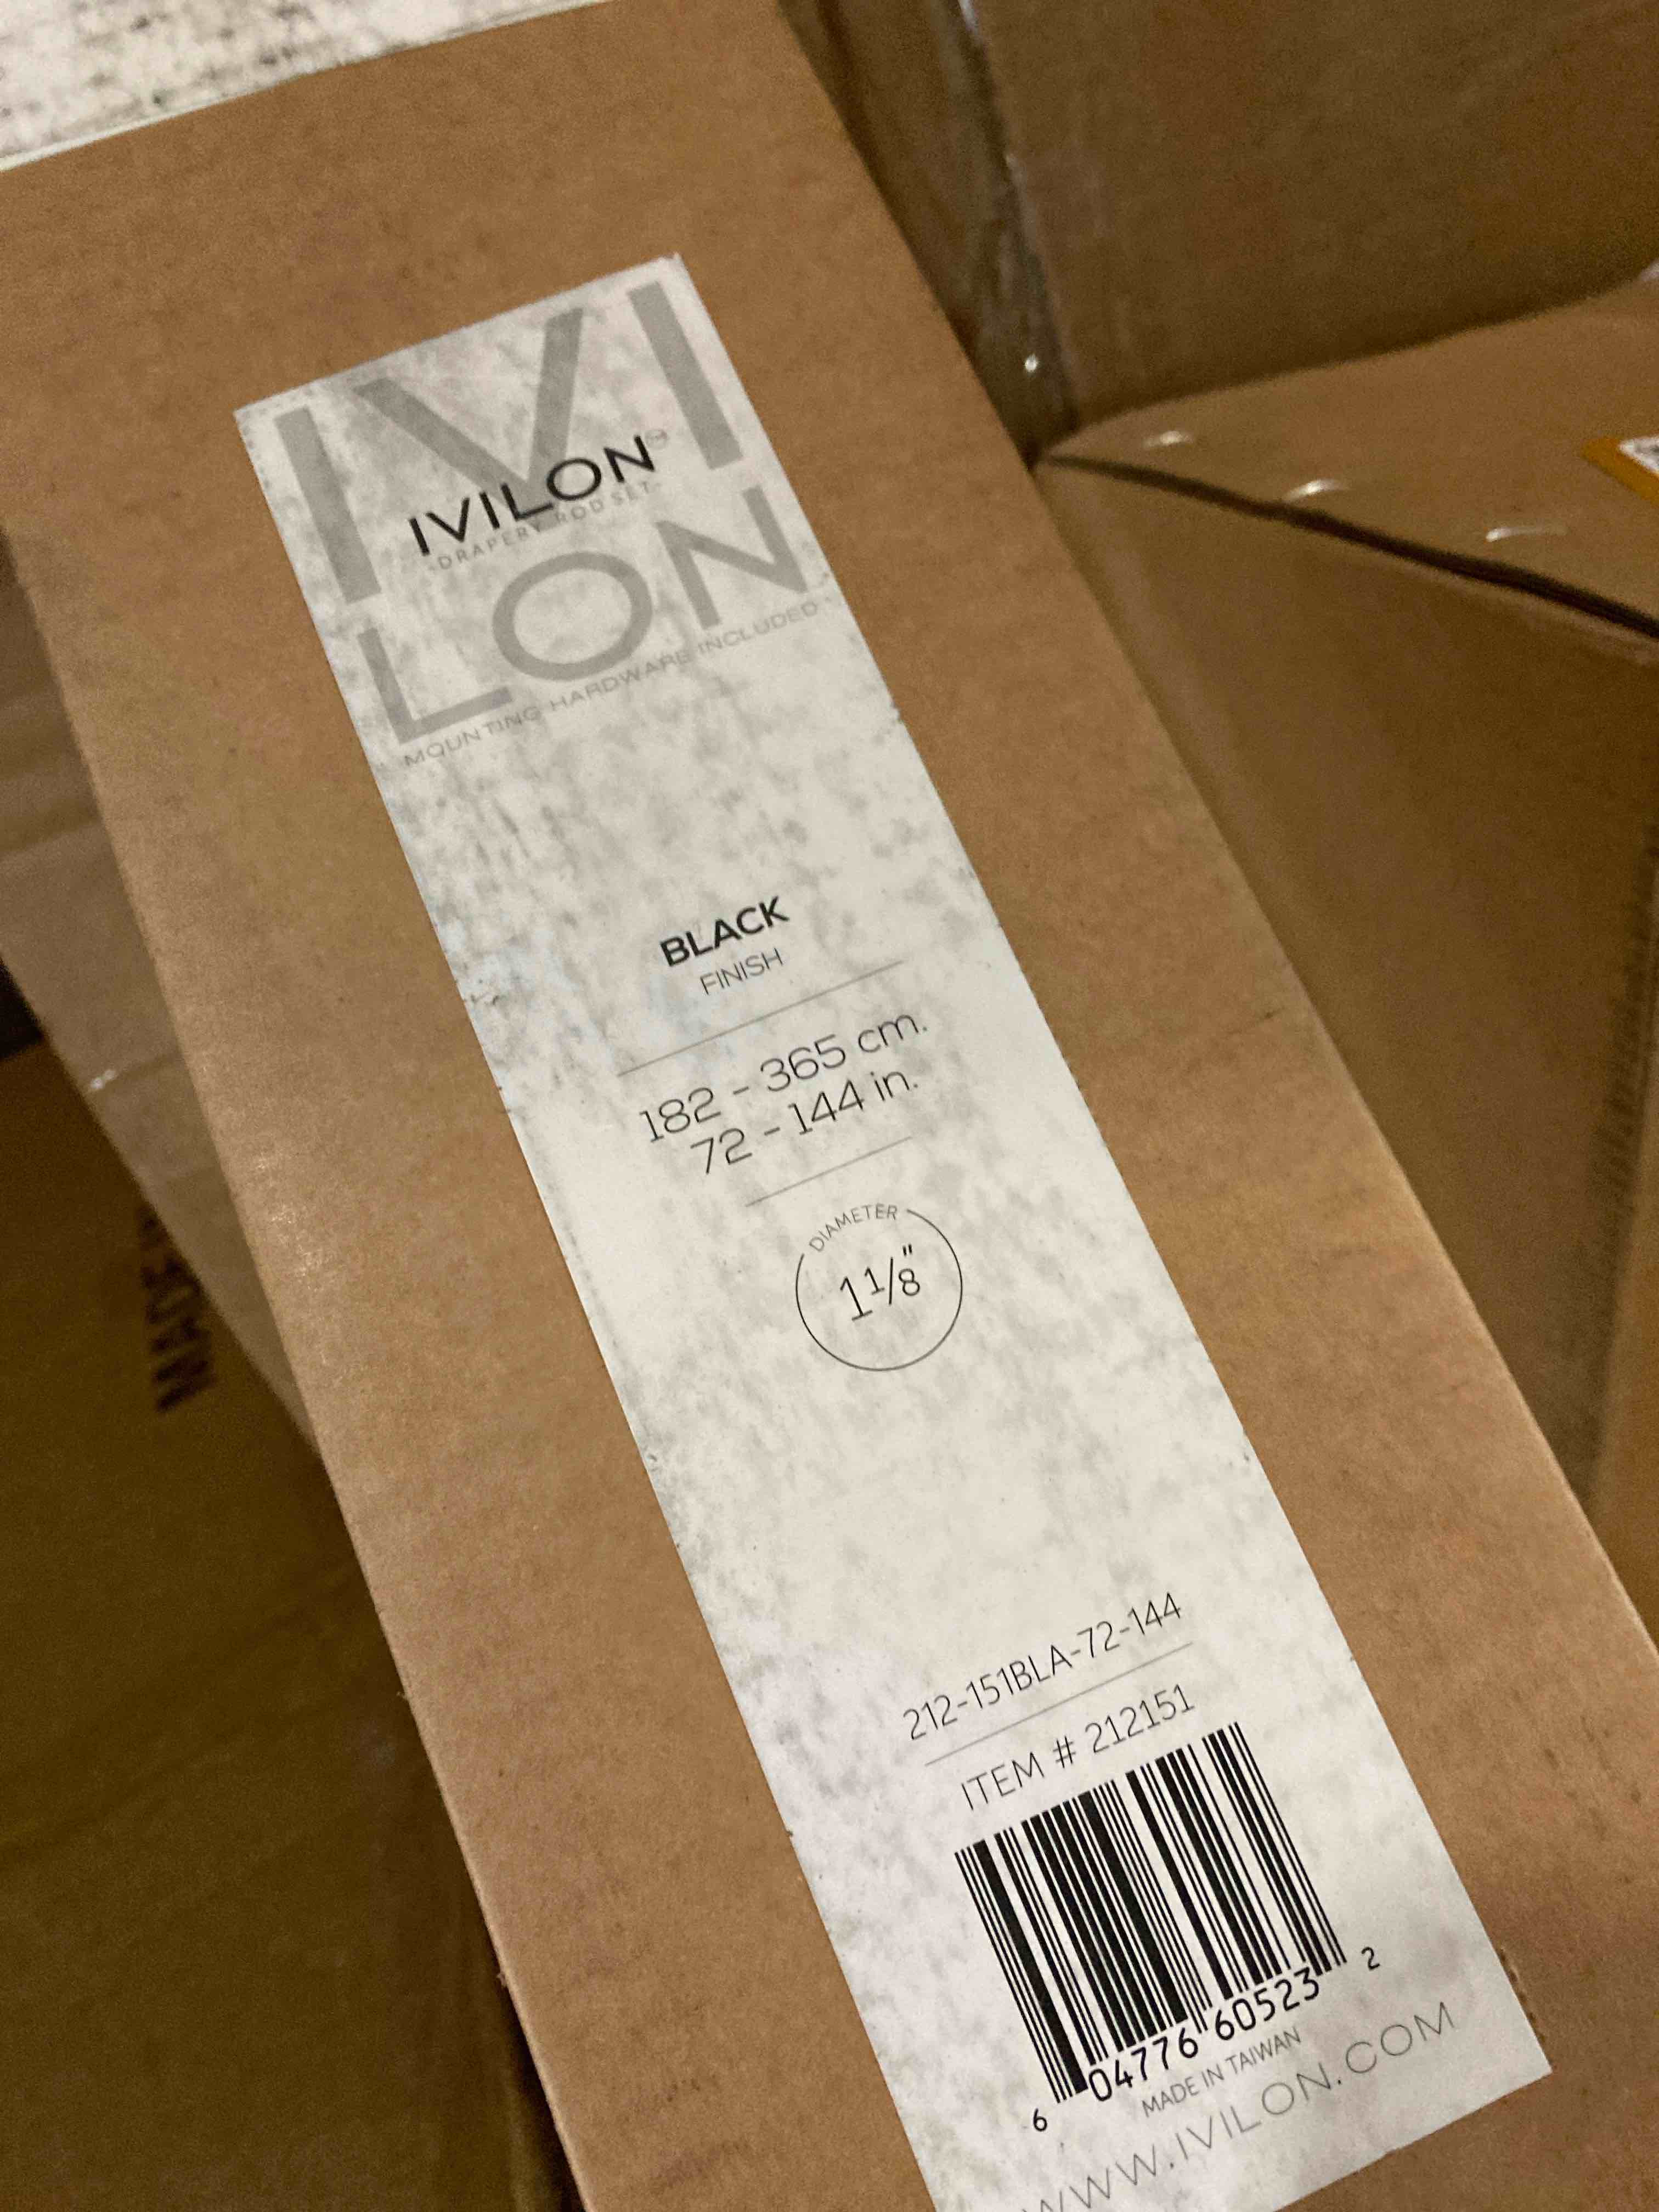 IVI
LON
IVILON™
-DRAPERY ROD SET-
MOUNTING HARDWARE INCLUDED
BLACK
FINISH
182 - 365 cm.
72 - 144 in.
DIAMETER
1 1/8"
212-151BLA-72-144
ITEM # 212151
6 04776 60523 2
MADE IN TAIWAN
WWW.IVILON.COM